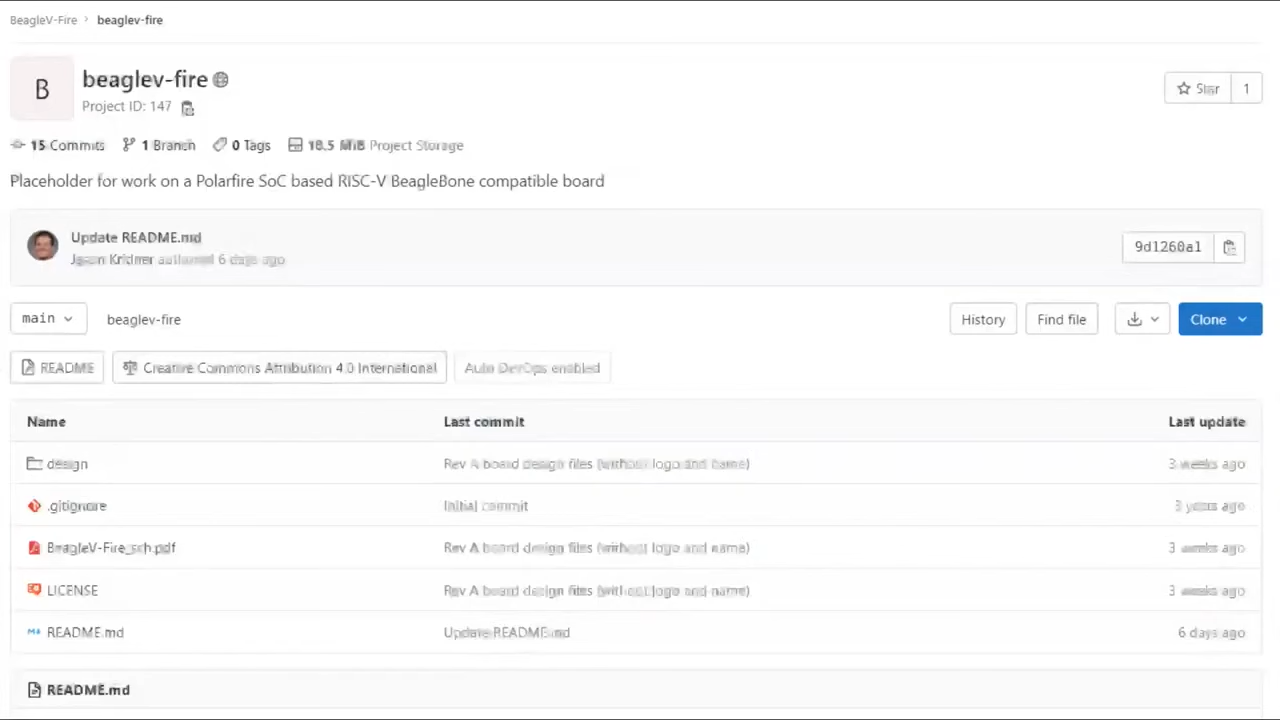 BeagleV-Fire › beaglev-fire
B
beaglev-fire
Project ID: 147
Star 1
15 Commits 1 Branch 0 Tags 18.5 MiB Project Storage
Placeholder for work on a Polarfire SoC based RISC-V BeagleBone compatible board
Update README.md
Jason Kridner authored 6 days ago
9d1260a1
main beaglev-fire History Find file Clone
README Creative Commons Attribution 4.0 International Auto DevOps enabled
Name Last commit Last update
design Rev A board design files (without logo and name) 3 weeks ago
.gitignore Initial commit 3 years ago
BeagleV-Fire_sch.pdf Rev A board design files (without logo and name) 3 weeks ago
LICENSE Rev A board design files (without logo and name) 3 weeks ago
README.md Update README.md 6 days ago
README.md